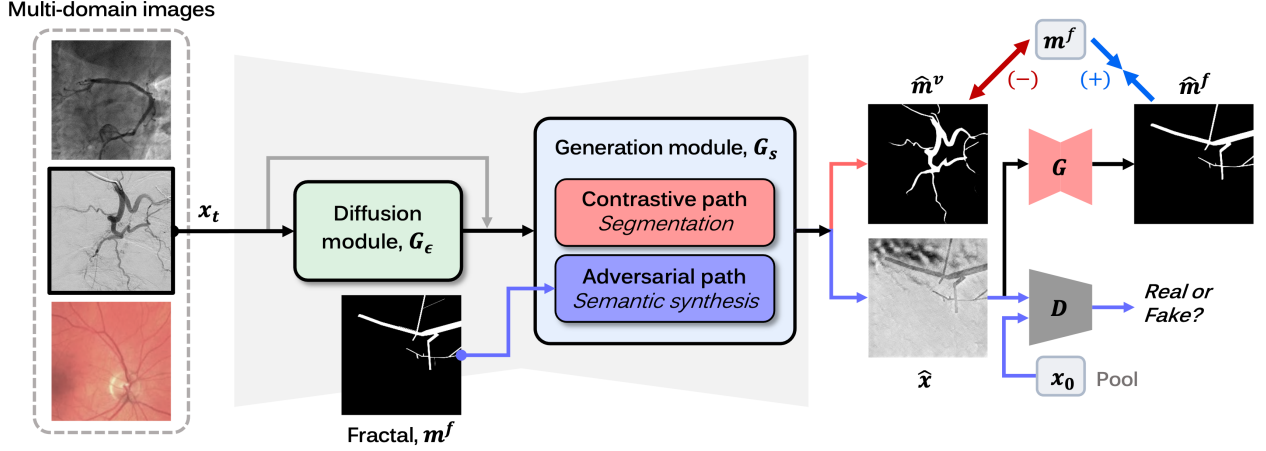 Multi-domain images
x_t
Diffusion
module, G_ϵ
Fractal, m^f
Generation module, G_s
Contrastive path
Segmentation
Adversarial path
Semantic synthesis
m^f
(−)
(+)
m̂^v
m̂^f
G
x̂
D
Real or
Fake?
x_0
Pool